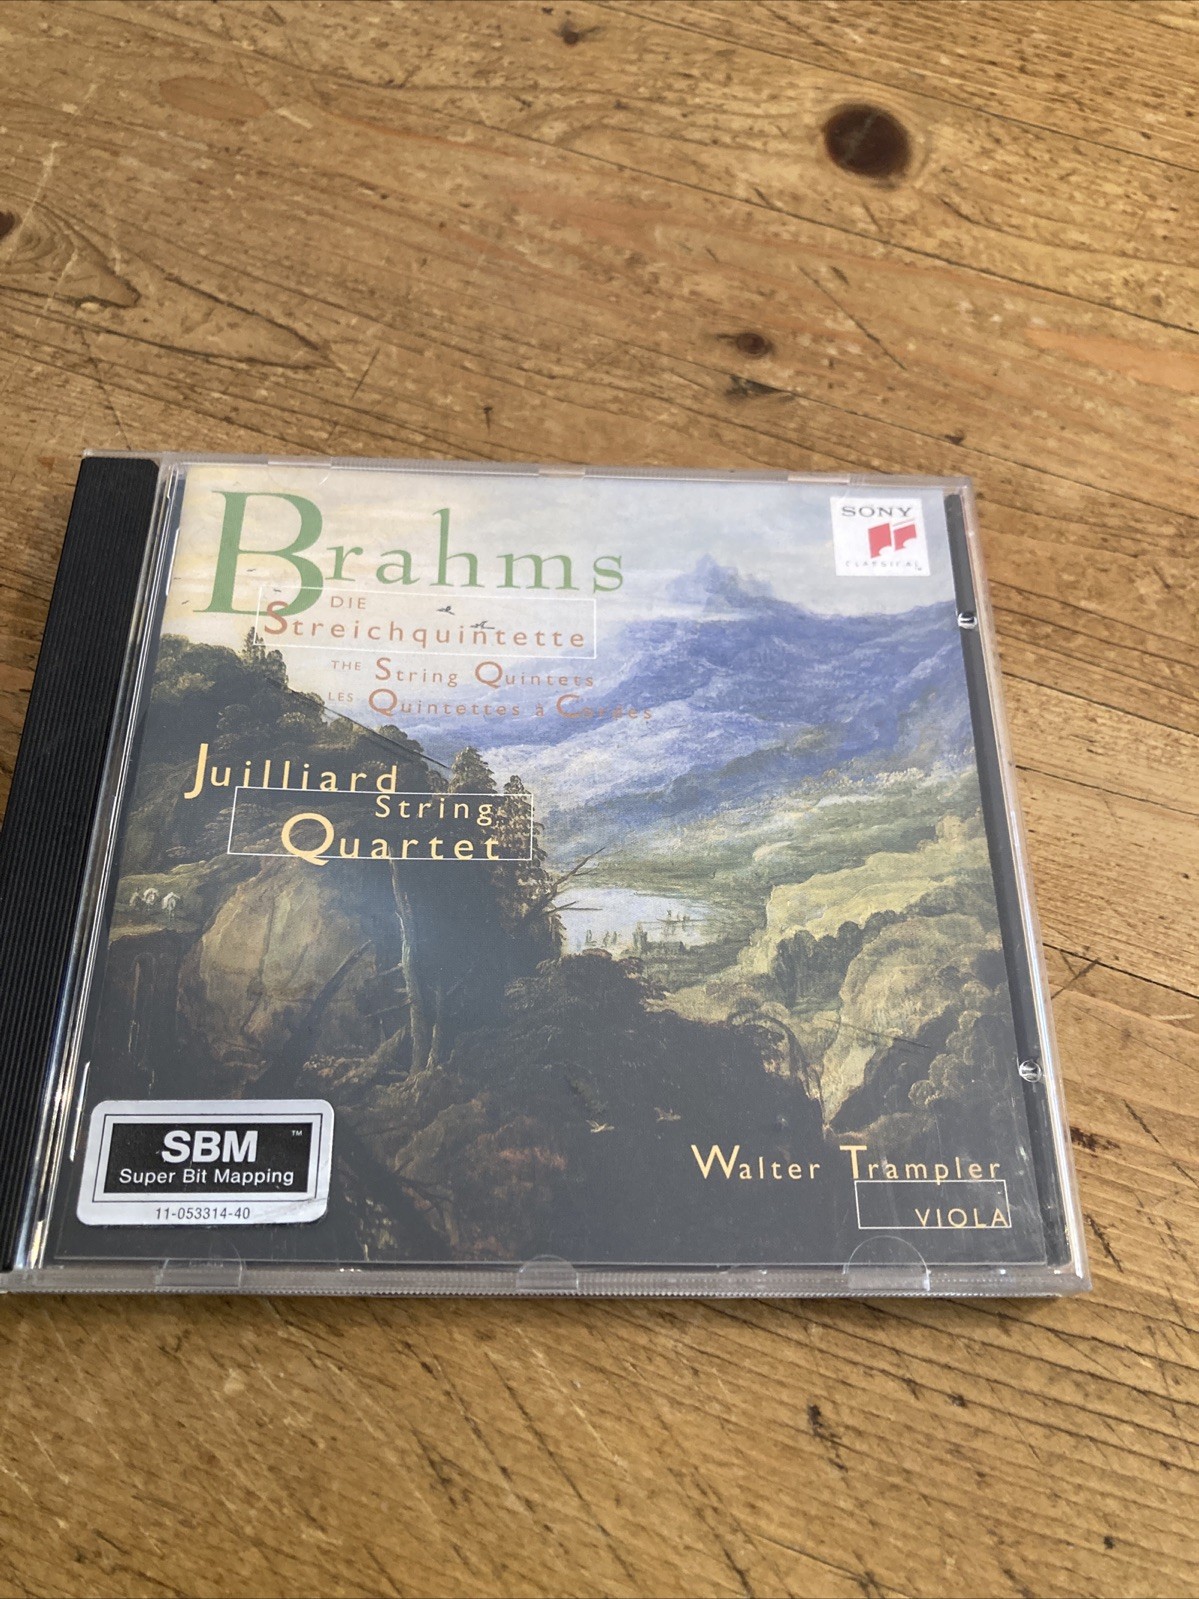 Brahms
DIE
Streichquintette
THE String Quintets
LES Quintettes à Cordes
SONY
CLASSICAL
Juilliard
String
Quartet
Walter Trampler
VIOLA
SBM™
Super Bit Mapping
11-053314-40